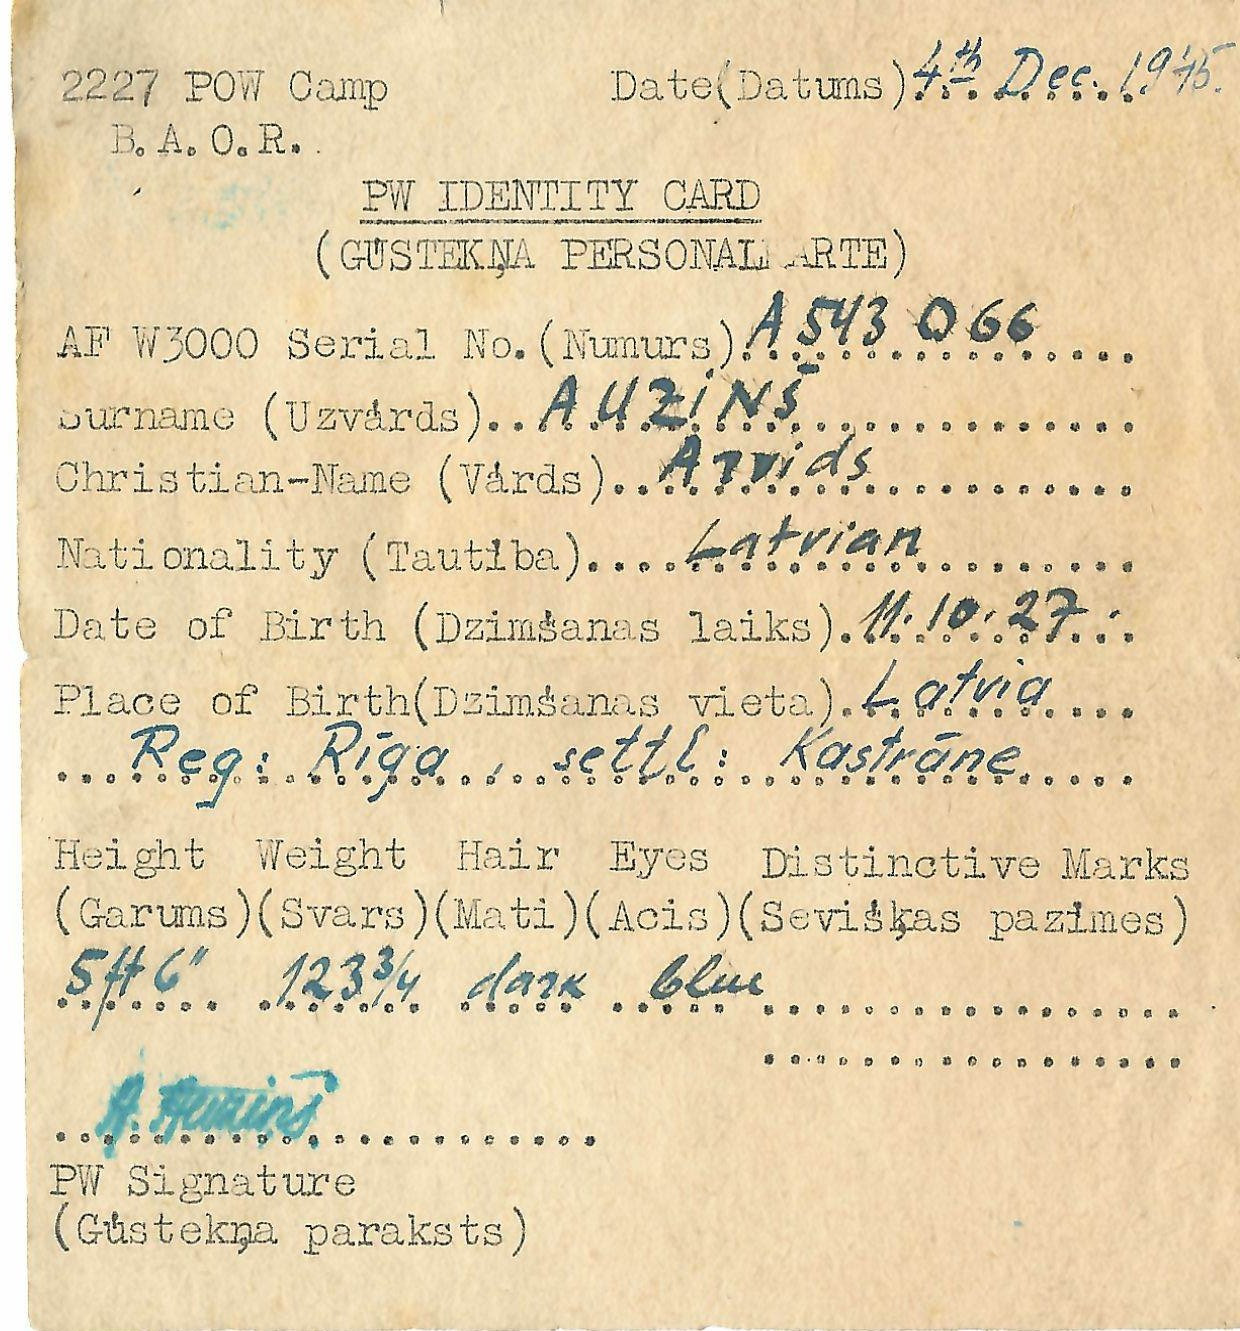 2227 POW Camp Date(Datums) 4th Dec. 1945.
B.A.O.R.
PW IDENTITY CARD
(GŪSTEKŅA PERSONALKARTE)
AF W3000 Serial No.(Numurs) A 543 066
Surname (Uzvārds) AUZIŅŠ
Christian-Name (Vārds) Arvids
Nationality (Tautība) Latvian
Date of Birth (Dzimšanas laiks) 11.10.27.
Place of Birth(Dzimšanas vieta) Latvia
Reg: Rīga, settl: Kastrāne
Height Weight Hair Eyes Distinctive Marks
(Garums)(Svars)(Mati)(Acis)(Sevišķas pazīmes)
5ft 6" 123 3/4 dark blue
PW Signature
(Gūstekņa paraksts)